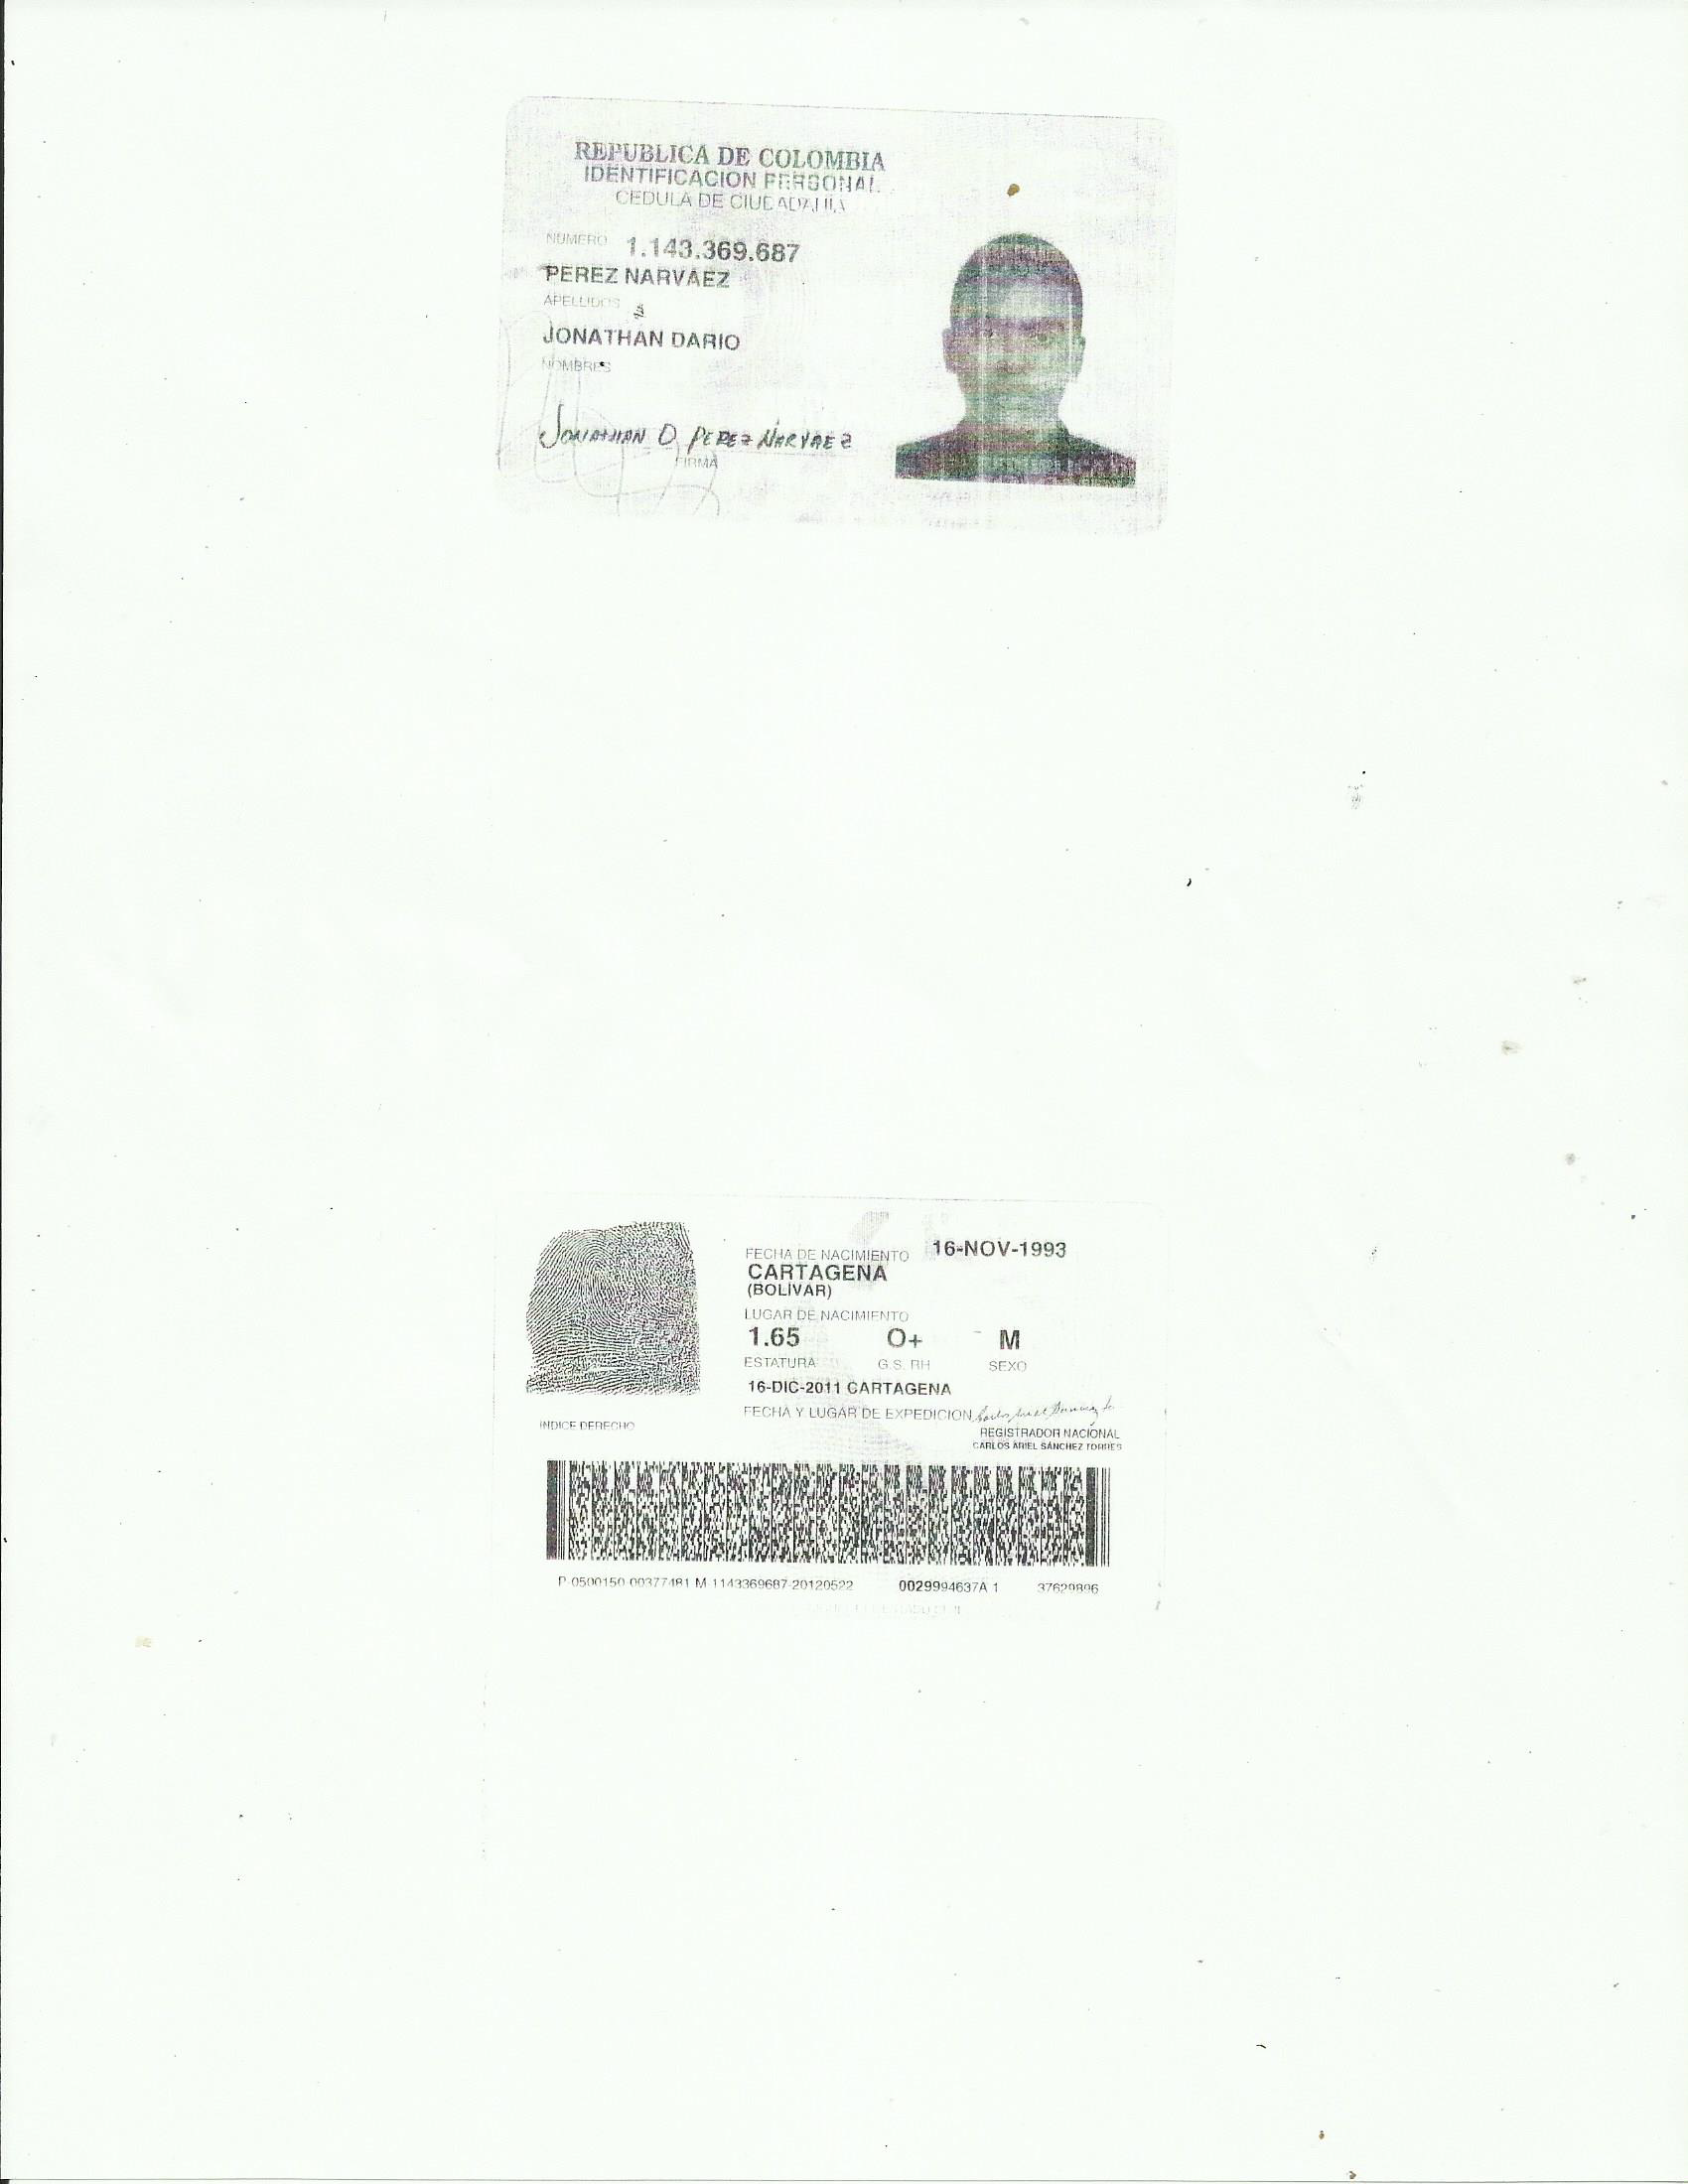 REPUBLICA DE COLOMBIA
IDENTIFICACION PERSONAL
CEDULA DE CIUDADANIA
NUMERO 1.143.369.687
PEREZ NARVAEZ
APELLIDOS
JONATHAN DARIO
NOMBRES
JONATHAN D PEREZ NARVAEZ
FIRMA
FECHA DE NACIMIENTO 16-NOV-1993
CARTAGENA
(BOLIVAR)
LUGAR DE NACIMIENTO
1.65 O+ M
ESTATURA G.S. RH SEXO
16-DIC-2011 CARTAGENA
FECHA Y LUGAR DE EXPEDICION
INDICE DERECHO
REGISTRADOR NACIONAL
CARLOS ARIEL SÁNCHEZ TORRES
P-0500150-00377481-M-1143369687-20120522 0029994637A 1 37629806